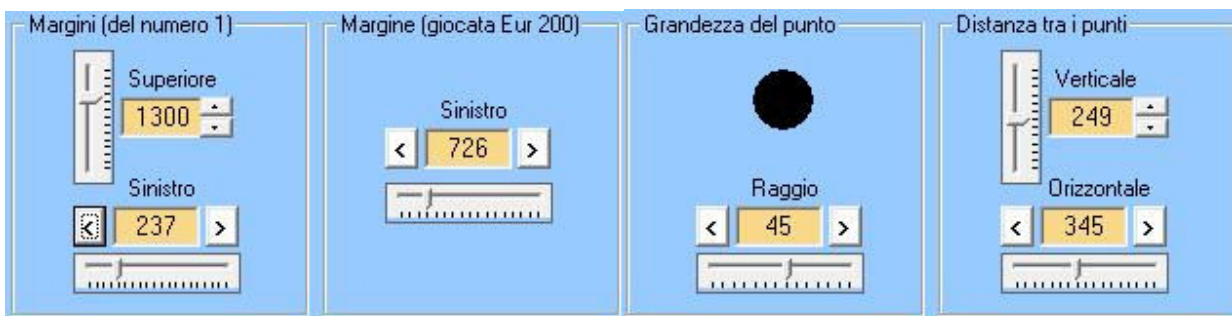 Margini (del numero 1)
Superiore
1300
Sinistro
< 237 >
Margine (giocata Eur 200)
Sinistro
< 726 >
Grandezza del punto
Raggio
< 45 >
Distanza tra i punti
Verticale
249
Orizzontale
< 345 >